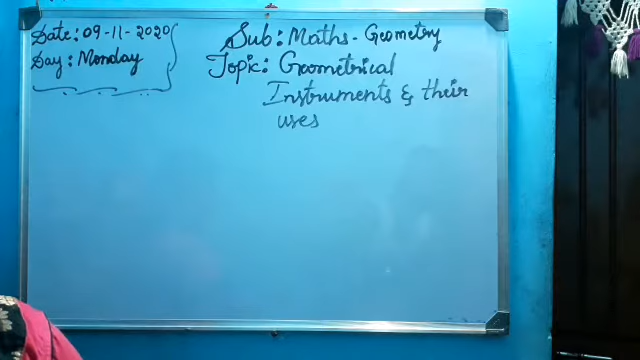 Date: 09-11-2020
Day: Monday
Sub: Maths - Geometry
Topic: Geometrical
Instruments & their
uses